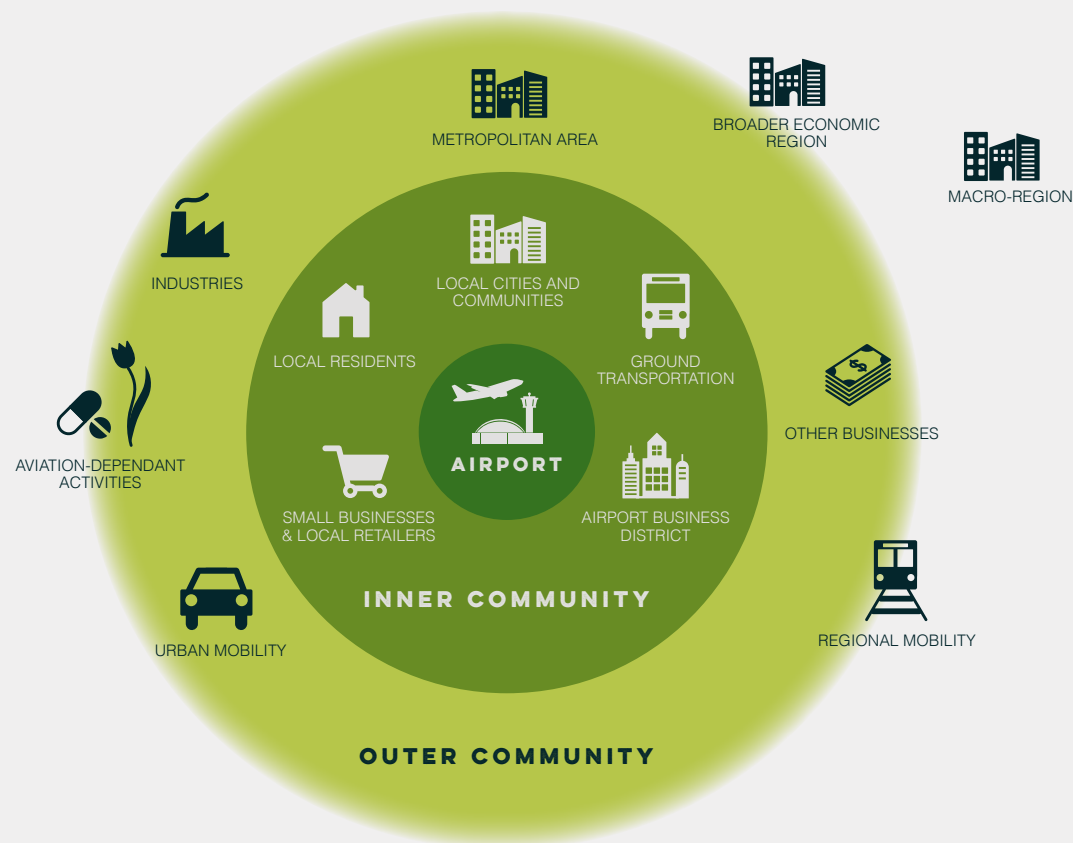 METROPOLITAN AREA
BROADER ECONOMIC
REGION
MACRO-REGION
INDUSTRIES
LOCAL CITIES AND
COMMUNITIES
LOCAL RESIDENTS
GROUND
TRANSPORTATION
OTHER BUSINESSES
AIRPORT
AVIATION-DEPENDANT
ACTIVITIES
SMALL BUSINESSES
& LOCAL RETAILERS
AIRPORT BUSINESS
DISTRICT
INNER COMMUNITY
URBAN MOBILITY
REGIONAL MOBILITY
OUTER COMMUNITY